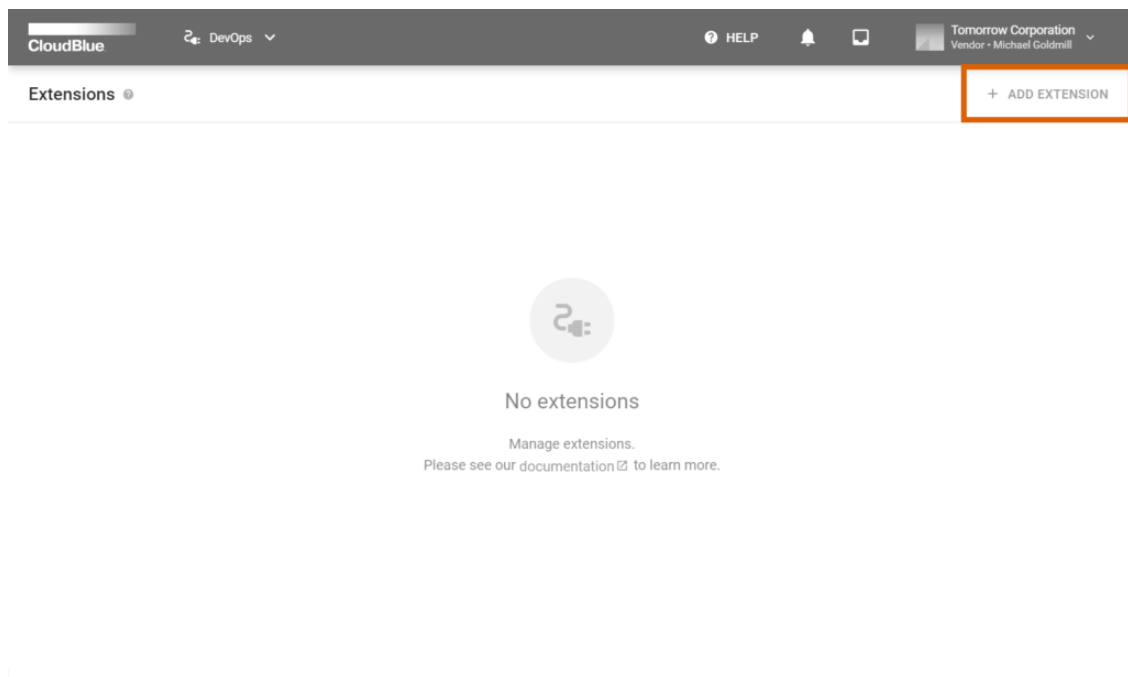 CloudBlue
DevOps
HELP
Tomorrow Corporation
Vendor • Michael Goldmill
Extensions
+ ADD EXTENSION
No extensions
Manage extensions.
Please see our documentation to learn more.